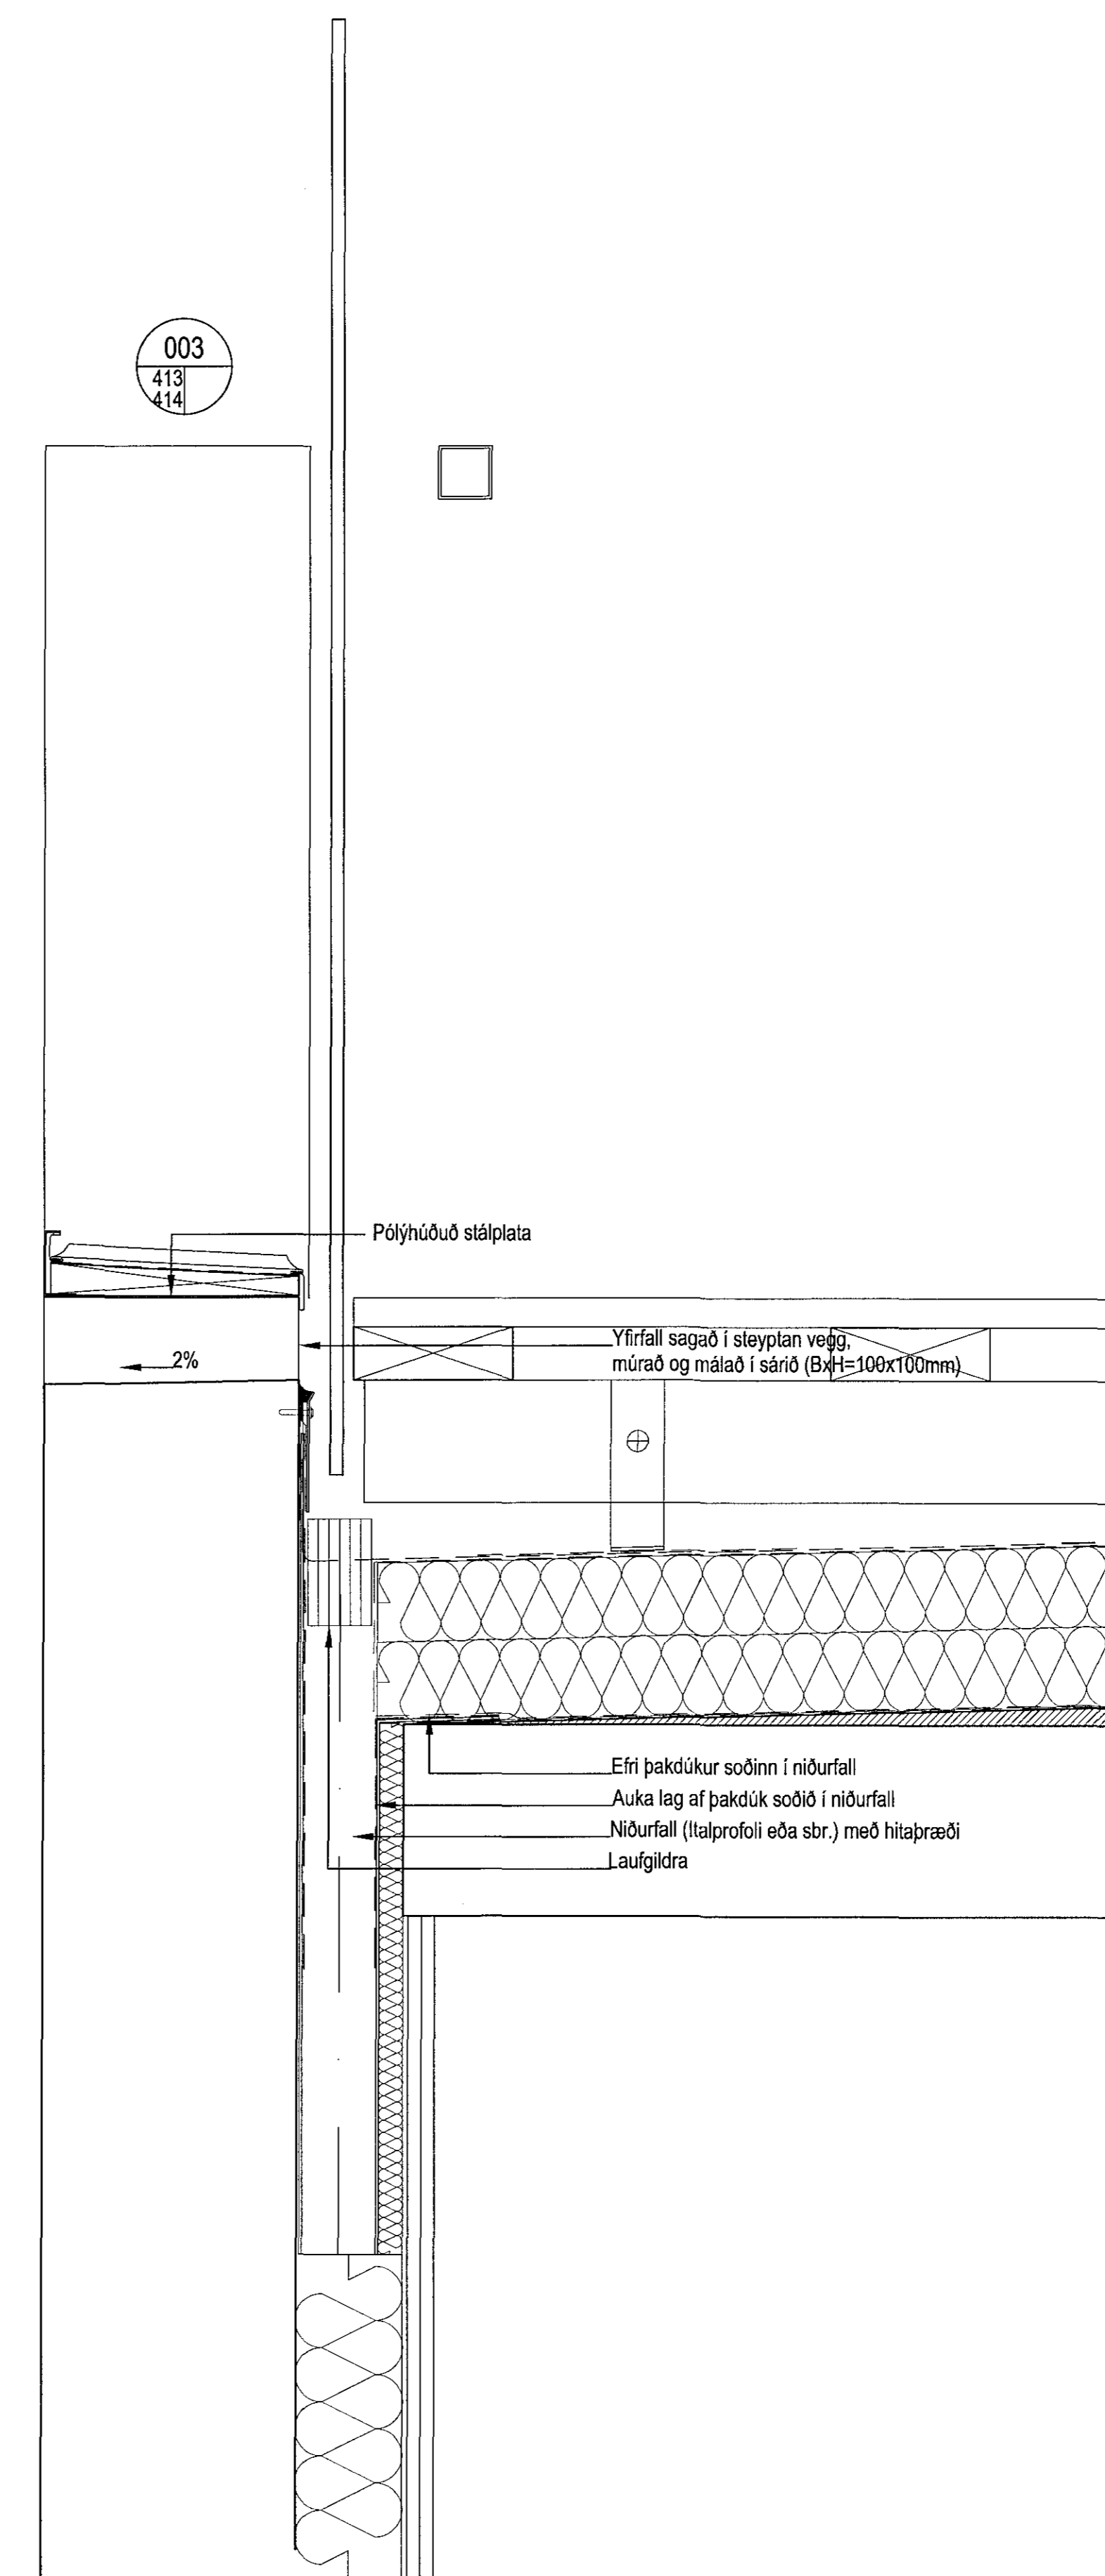 003
413
414
Pólýhúðuð stálplata
Yfirfall sagað í steyptan vegg,
múrað og málað í sárið (BxH=100x100mm)
2%
Efri þakdúkur soðinn í niðurfall
Auka lag af þakdúk soðið í niðurfall
Niðurfall (Italprofoli eða sbr.) með hitaþræði
Laufgildra